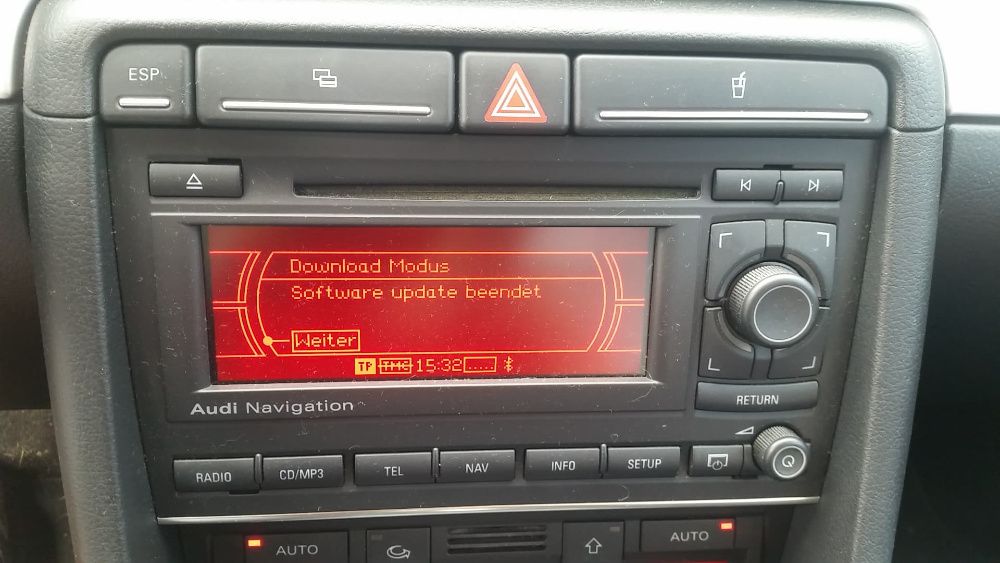 ESP
Download Modus
Software update beendet
Weiter
TP TMC 15:32 .....
Audi Navigation
RETURN
RADIO
CD/MP3
TEL
NAV
INFO
SETUP
AUTO
AUTO